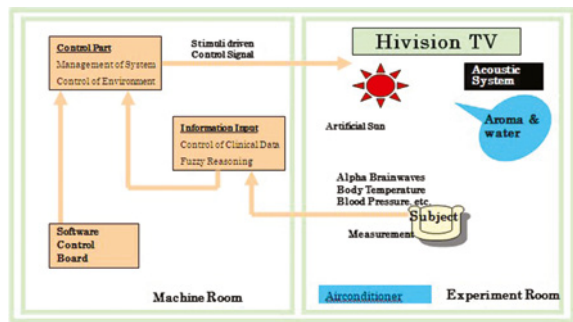 Control Part
Management of System
Control of Environment
Stimuli driven
Control Signal
Information Input
Control of Clinical Data
Fuzzy Reasoning
Software
Control
Board
Machine Room
Hivision TV
Acoustic
System
Artificial Sun
Aroma &
water
Alpha Brainwaves
Body Temperature
Blood Pressure, etc.
Subject
Measurement
Airconditioner
Experiment Room